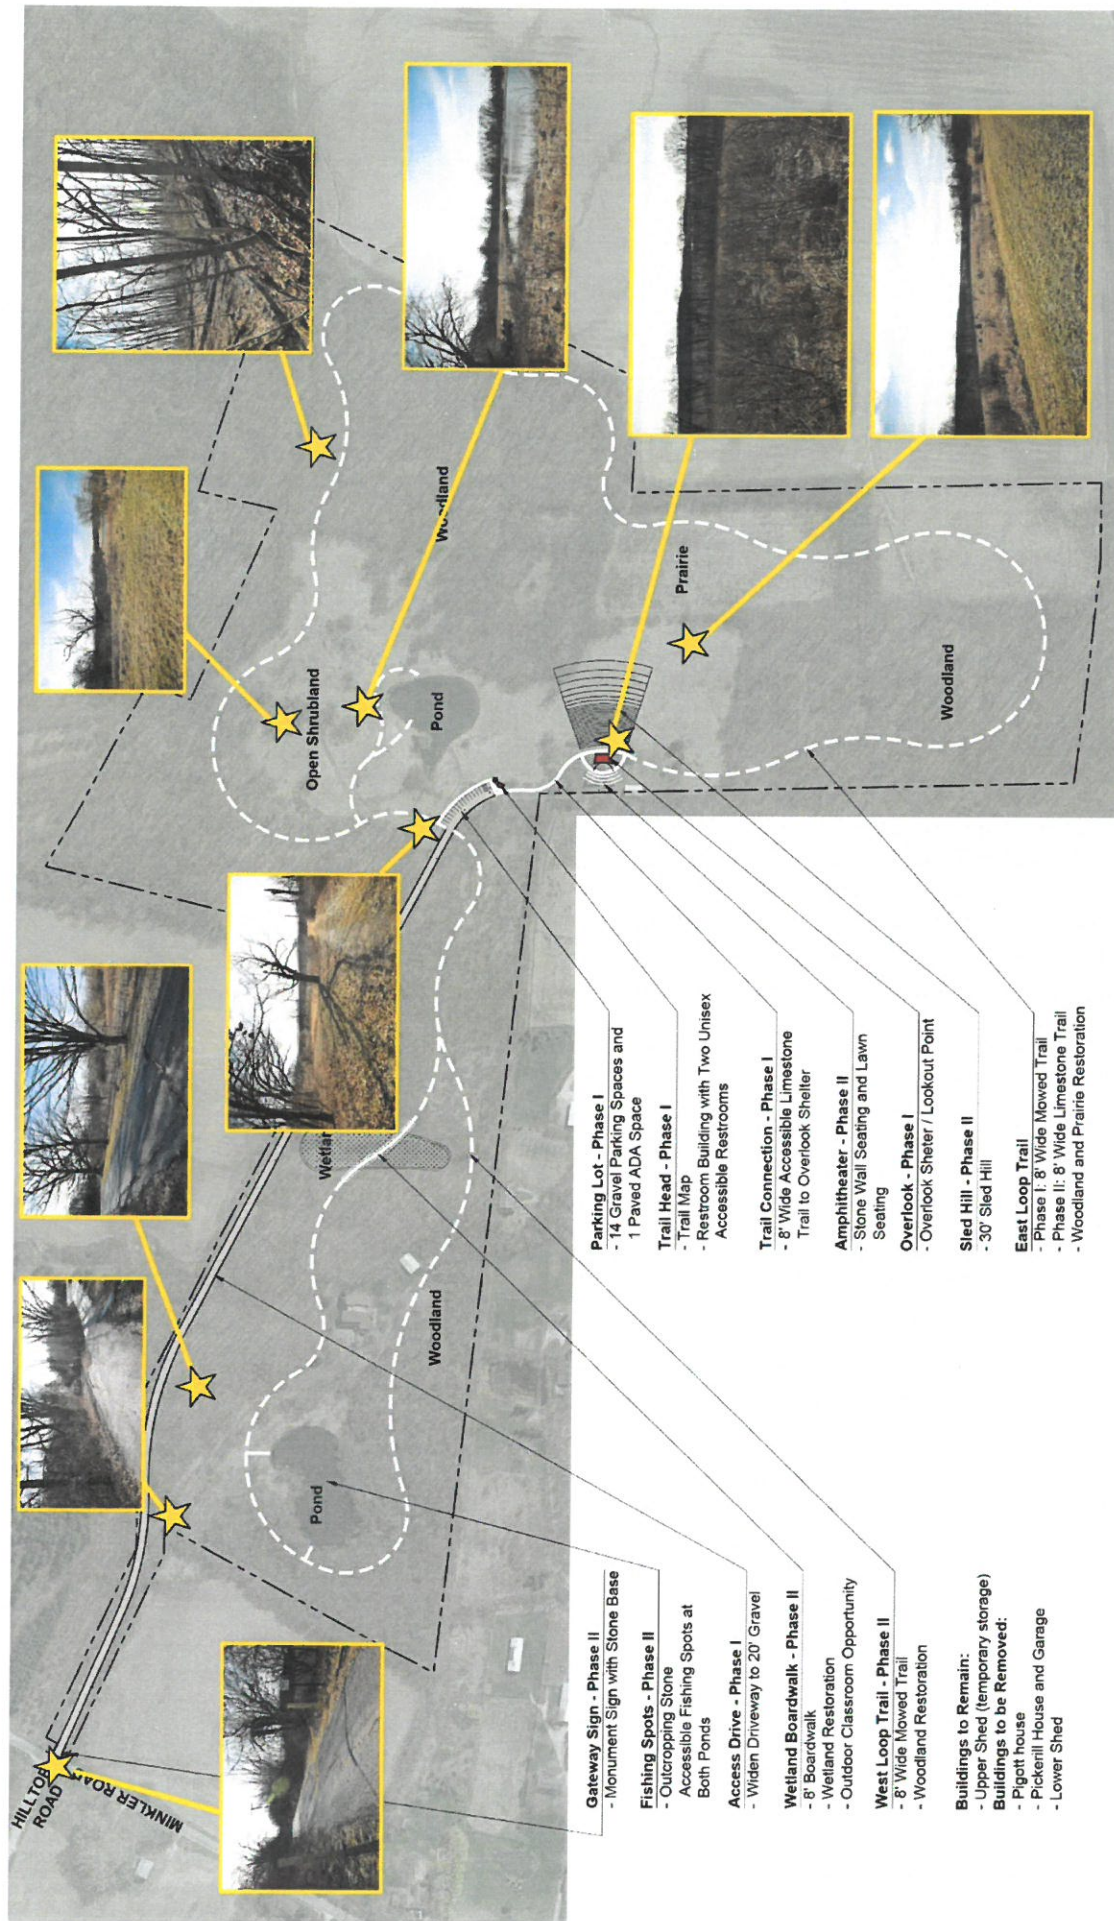 HILLTOP
ROAD
MINKLER ROAD
Pond
Woodland
Open Shrubland
Pond
Woodland
Prairie
Woodland
Gateway Sign - Phase II
- Monument Sign with Stone Base
Fishing Spots - Phase II
- Outcropping Stone
Accessible Fishing Spots at
Both Ponds
Access Drive - Phase I
- Widen Driveway to 20' Gravel
Wetland Boardwalk - Phase II
- 8' Boardwalk
- Wetland Restoration
- Outdoor Classroom Opportunity
West Loop Trail - Phase II
- 8' Wide Mowed Trail
- Woodland Restoration
Buildings to Remain:
- Upper Shed (temporary storage)
Buildings to be Removed:
- Pigott house
- Pickerill House and Garage
- Lower Shed
Parking Lot - Phase I
- 14 Gravel Parking Spaces and
1 Paved ADA Space
Trail Head - Phase I
- Trail Map
- Restroom Building with Two Unisex
Accessible Restrooms
Trail Connection - Phase I
- 8' Wide Accessible Limestone
Trail to Overlook Shelter
Amphitheater - Phase II
- Stone Wall Seating and Lawn
Seating
Overlook - Phase I
- Overlook Sheter / Lookout Point
Sled Hill - Phase II
- 30' Sled Hill
East Loop Trail
- Phase I: 8' Wide Mowed Trail
- Phase II: 8' Wide Limestone Trail
- Woodland and Prairie Restoration